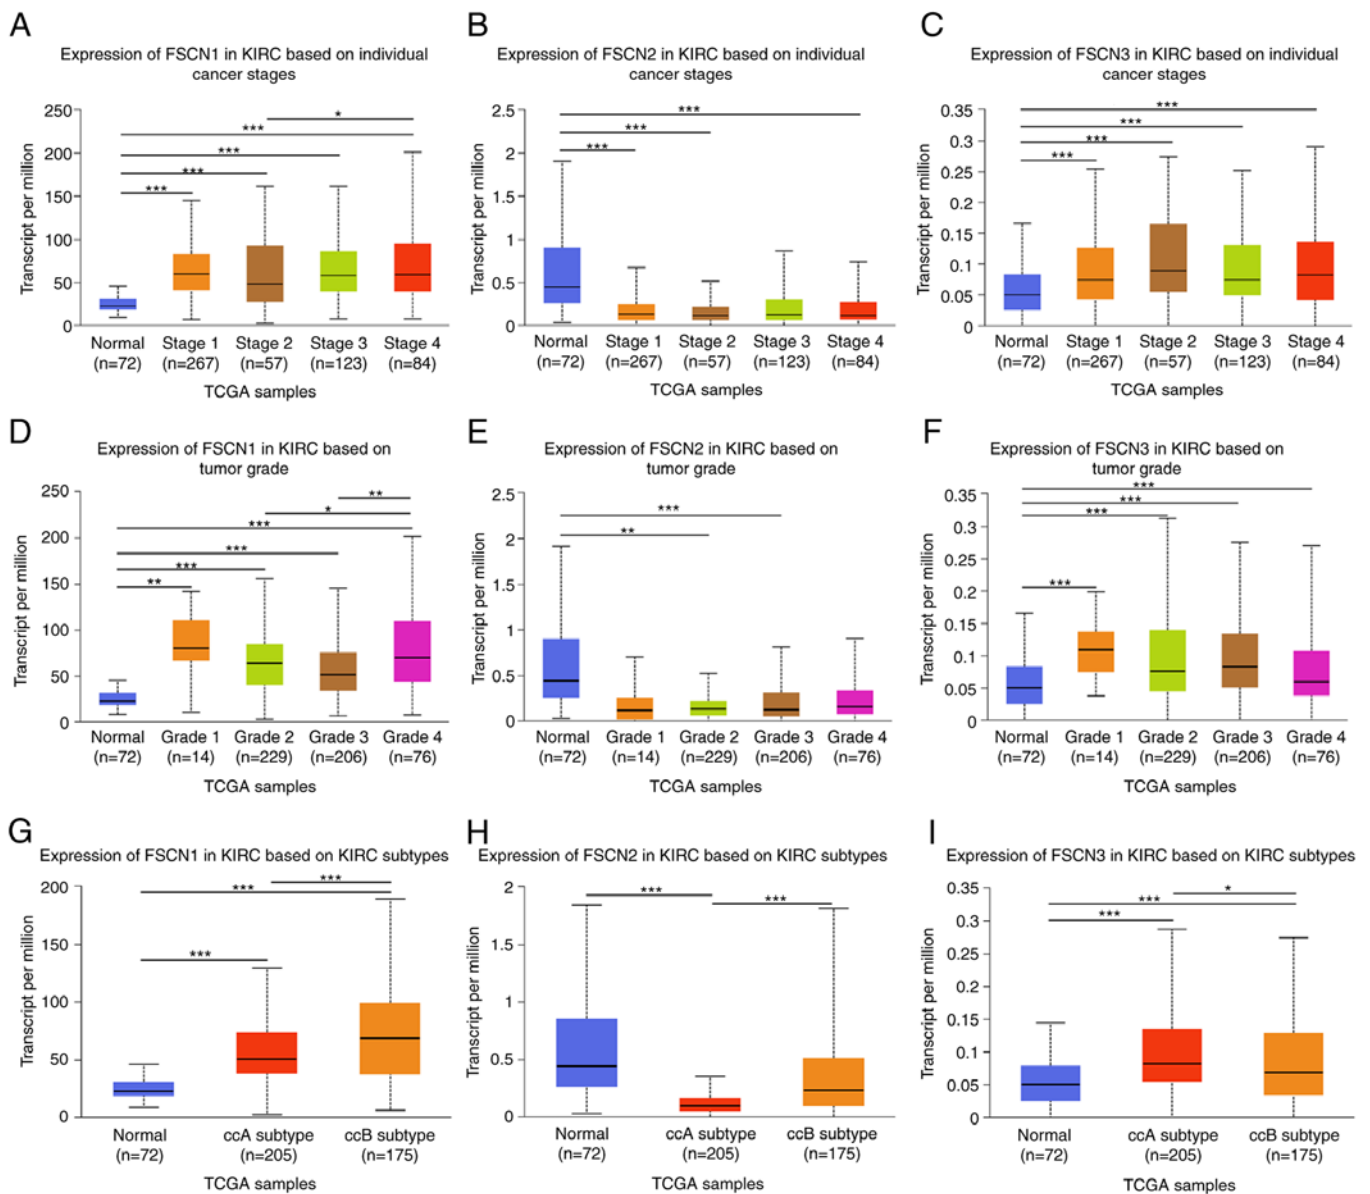 A
Expression of FSCN1 in KIRC based on individual
cancer stages
Transcript per million
250
200
150
100
50
0
*
***
***
***
***
Normal Stage 1 Stage 2 Stage 3 Stage 4
(n=72) (n=267) (n=57) (n=123) (n=84)
TCGA samples
B
Expression of FSCN2 in KIRC based on individual
cancer stages
Transcript per million
2.5
2
1.5
1
0.5
0
***
***
***
Normal Stage 1 Stage 2 Stage 3 Stage 4
(n=72) (n=267) (n=57) (n=123) (n=84)
TCGA samples
C
Expression of FSCN3 in KIRC based on individual
cancer stages
Transcript per million
0.35
0.3
0.25
0.2
0.15
0.1
0.05
0
***
***
***
***
Normal Stage 1 Stage 2 Stage 3 Stage 4
(n=72) (n=267) (n=57) (n=123) (n=84)
TCGA samples
D
Expression of FSCN1 in KIRC based on
tumor grade
Transcript per million
250
200
150
100
50
0
**
*
***
***
***
**
Normal Grade 1 Grade 2 Grade 3 Grade 4
(n=72) (n=14) (n=229) (n=206) (n=76)
TCGA samples
E
Expression of FSCN2 in KIRC based on
tumor grade
Transcript per million
2.5
2
1.5
1
0.5
0
***
**
Normal Grade 1 Grade 2 Grade 3 Grade 4
(n=72) (n=14) (n=229) (n=206) (n=76)
TCGA samples
F
Expression of FSCN3 in KIRC based on
tumor grade
Transcript per million
0.35
0.3
0.25
0.2
0.15
0.1
0.05
0
***
***
***
***
Normal Grade 1 Grade 2 Grade 3 Grade 4
(n=72) (n=14) (n=229) (n=206) (n=76)
TCGA samples
G
Expression of FSCN1 in KIRC based on KIRC subtypes
Transcript per million
200
150
100
50
0
***
***
***
Normal ccA subtype ccB subtype
(n=72) (n=205) (n=175)
TCGA samples
H
Expression of FSCN2 in KIRC based on KIRC subtypes
Transcript per million
2
1.5
1
0.5
0
***
***
Normal ccA subtype ccB subtype
(n=72) (n=205) (n=175)
TCGA samples
I
Expression of FSCN3 in KIRC based on KIRC subtypes
Transcript per million
0.35
0.3
0.25
0.2
0.15
0.1
0.05
0
*
***
***
Normal ccA subtype ccB subtype
(n=72) (n=205) (n=175)
TCGA samples